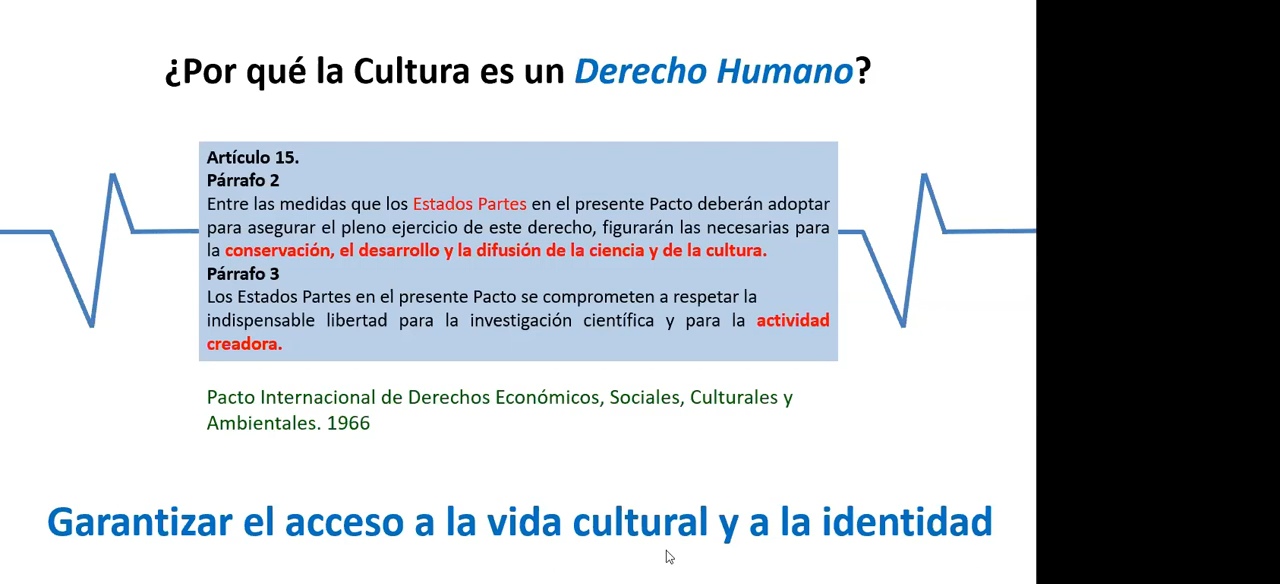 ¿Por qué la Cultura es un Derecho Humano?
Artículo 15.
Párrafo 2
Entre las medidas que los Estados Partes en el presente Pacto deberán adoptar
para asegurar el pleno ejercicio de este derecho, figurarán las necesarias para
la conservación, el desarrollo y la difusión de la ciencia y de la cultura.
Párrafo 3
Los Estados Partes en el presente Pacto se comprometen a respetar la
indispensable libertad para la investigación científica y para la actividad
creadora.
Pacto Internacional de Derechos Económicos, Sociales, Culturales y
Ambientales. 1966
Garantizar el acceso a la vida cultural y a la identidad